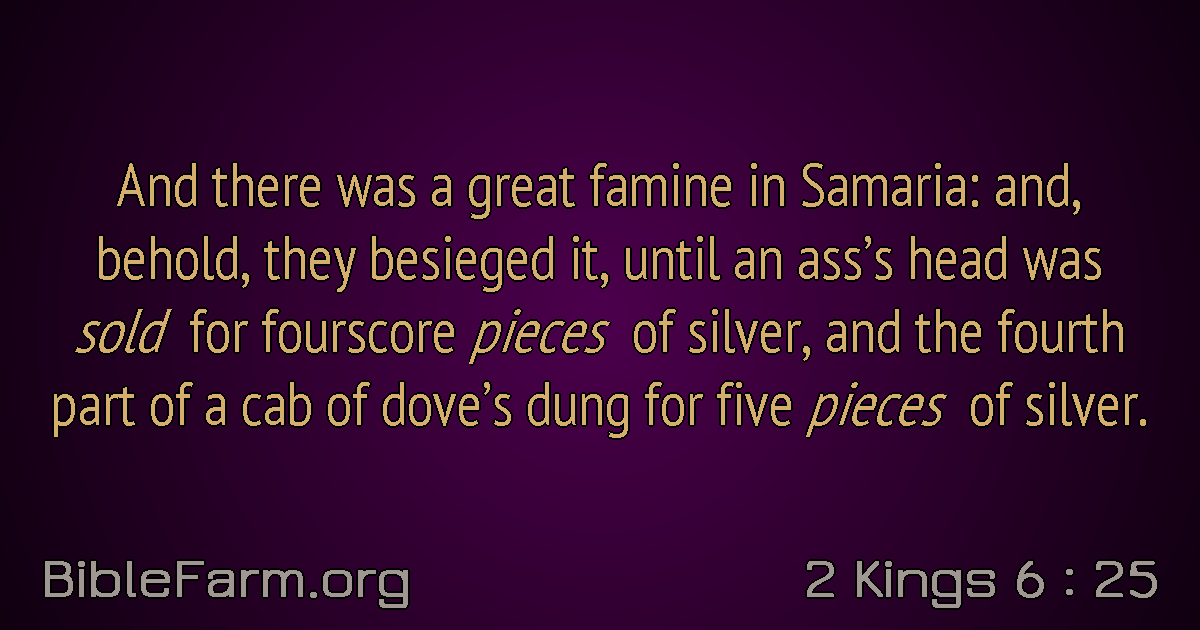 And there was a great famine in Samaria: and,
behold, they besieged it, until an ass’s head was
sold for fourscore pieces of silver, and the fourth
part of a cab of dove’s dung for five pieces of silver.
BibleFarm.org
2 Kings 6 : 25